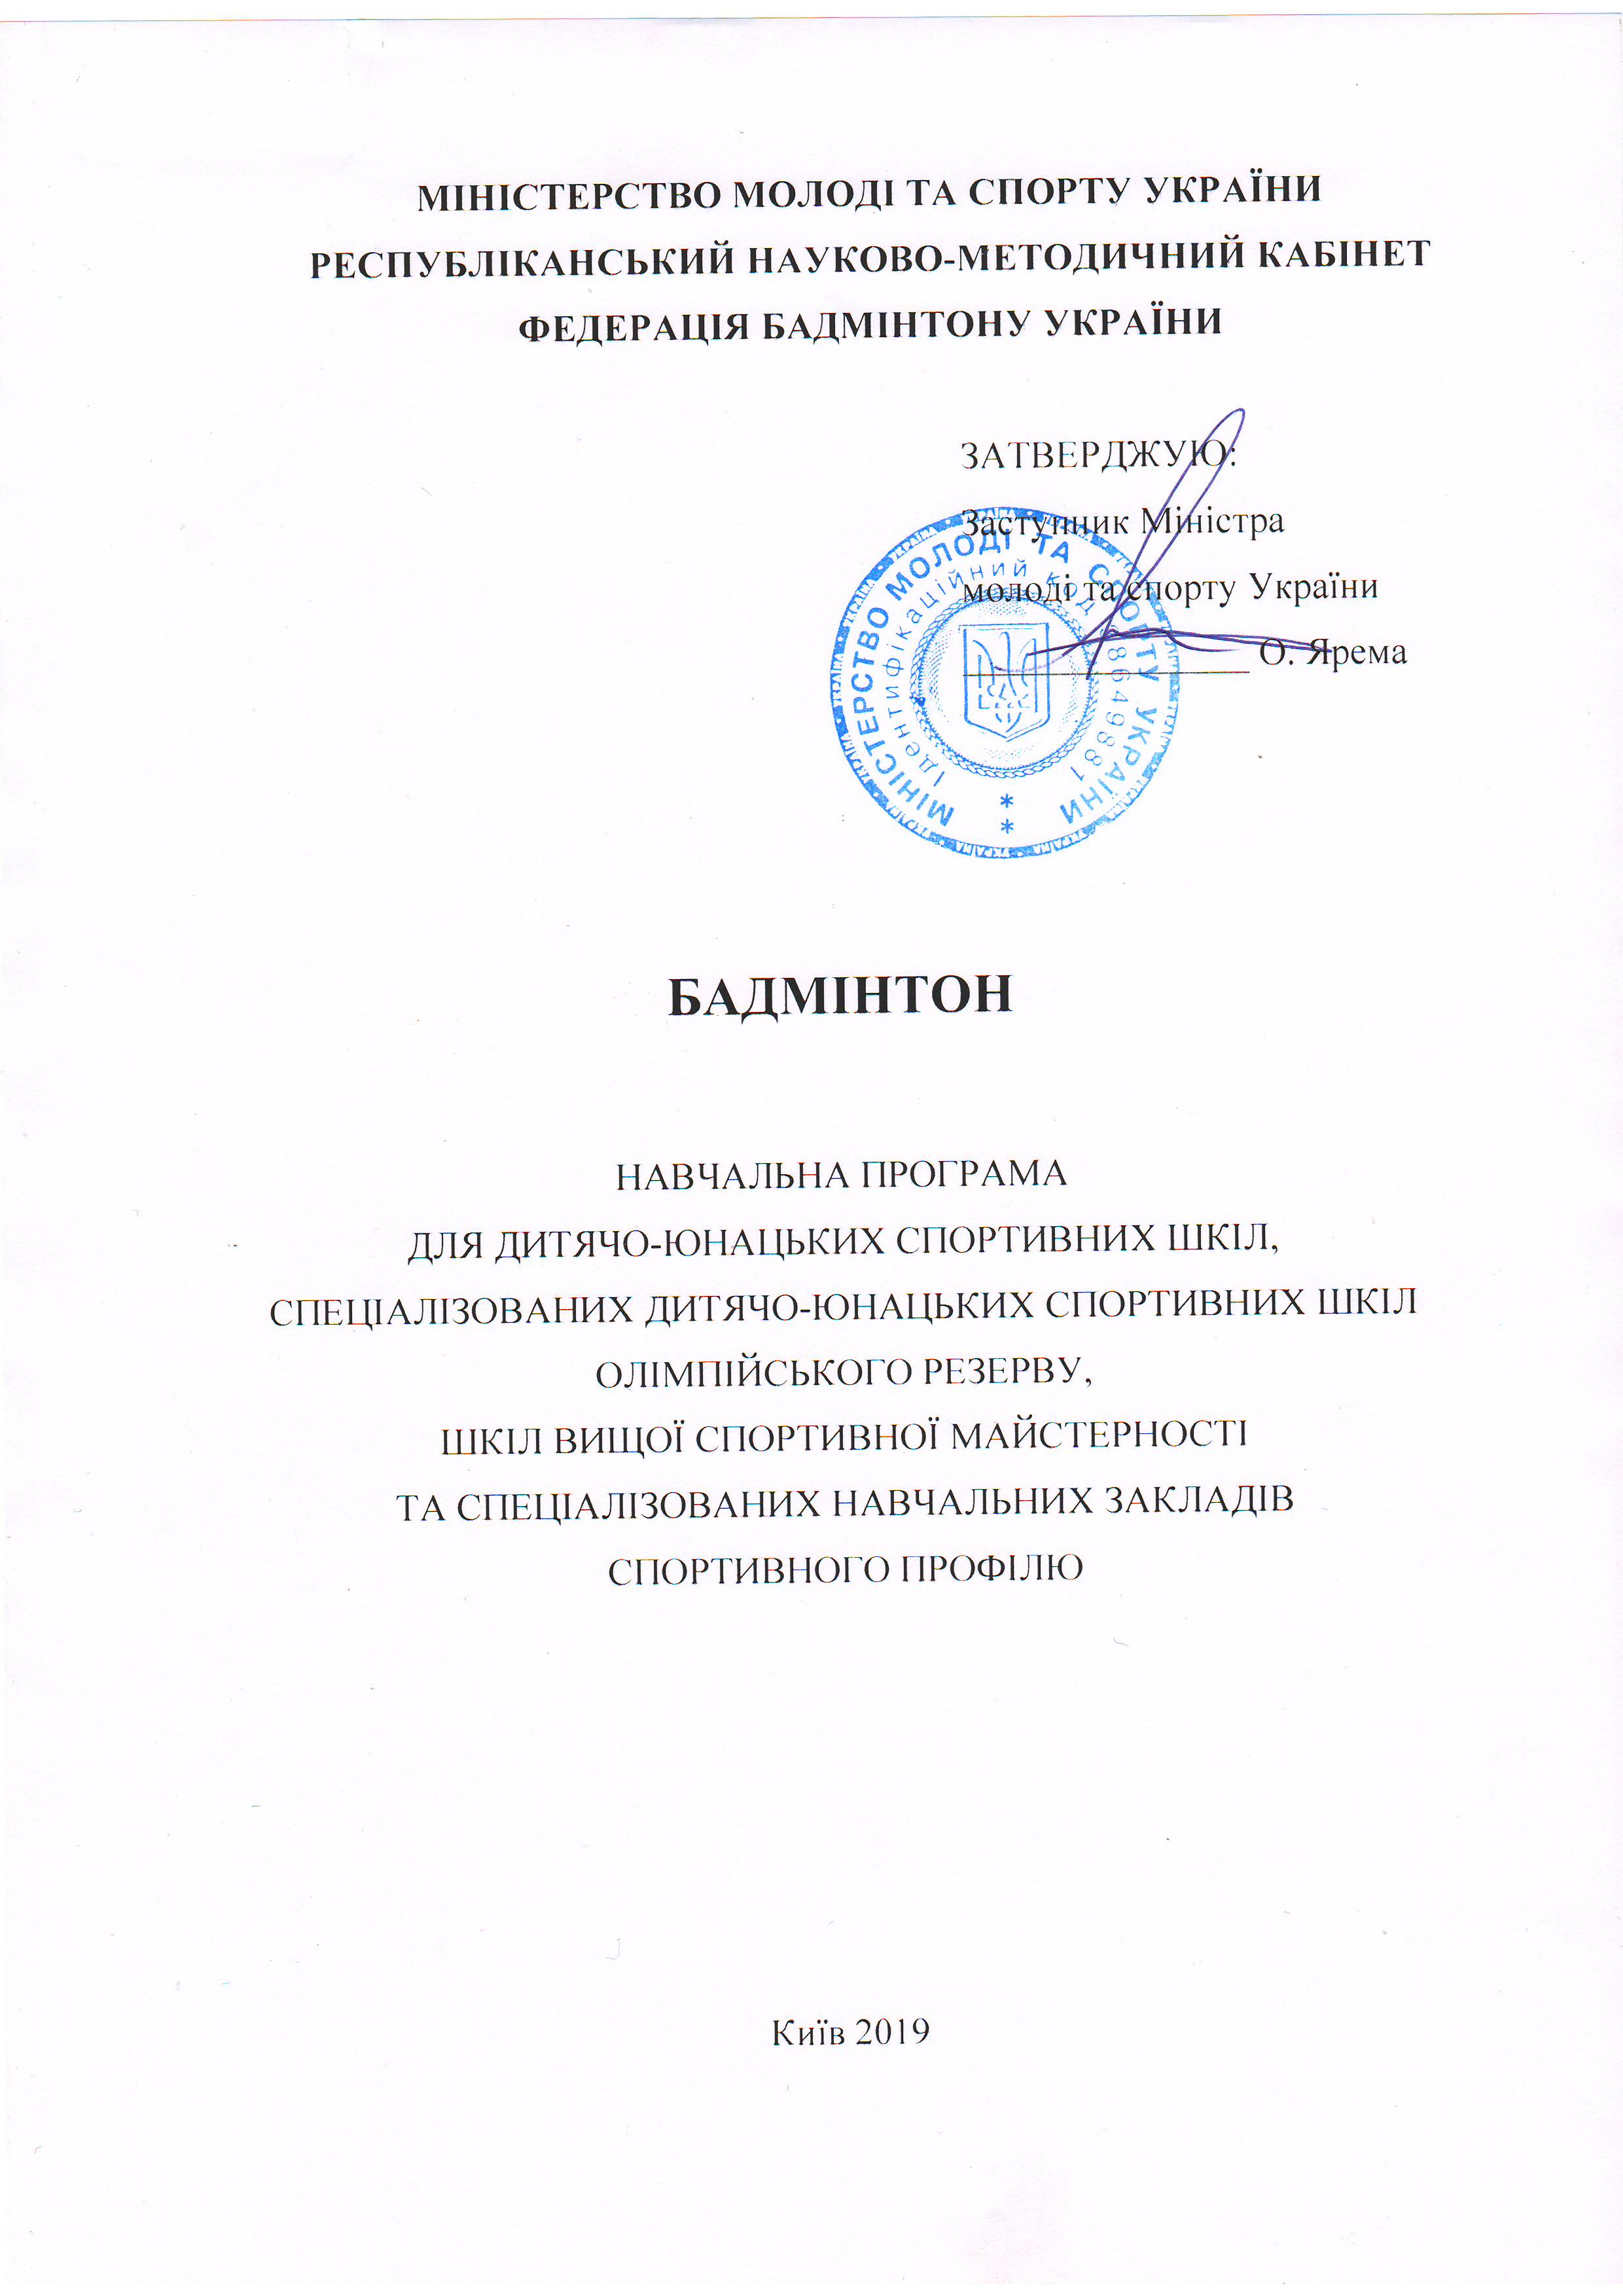 МІНІСТЕРСТВО МОЛОДІ ТА СПОРТУ УКРАЇНИ
РЕСПУБЛІКАНСЬКИЙ НАУКОВО-МЕТОДИЧНИЙ КАБІНЕТ
ФЕДЕРАЦІЯ БАДМІНТОНУ УКРАЇНИ
ЗАТВЕРДЖУЮ:
Заступник Міністра
молоді та спорту України
О. Ярема
МІНІСТЕРСТВО МОЛОДІ ТА СПОРТУ УКРАЇНИ
Ідентифікаційний код
* *
БАДМІНТОН
НАВЧАЛЬНА ПРОГРАМА
ДЛЯ ДИТЯЧО-ЮНАЦЬКИХ СПОРТИВНИХ ШКІЛ,
СПЕЦІАЛІЗОВАНИХ ДИТЯЧО-ЮНАЦЬКИХ СПОРТИВНИХ ШКІЛ
ОЛІМПІЙСЬКОГО РЕЗЕРВУ,
ШКІЛ ВИЩОЇ СПОРТИВНОЇ МАЙСТЕРНОСТІ
ТА СПЕЦІАЛІЗОВАНИХ НАВЧАЛЬНИХ ЗАКЛАДІВ
СПОРТИВНОГО ПРОФІЛЮ
Київ 2019